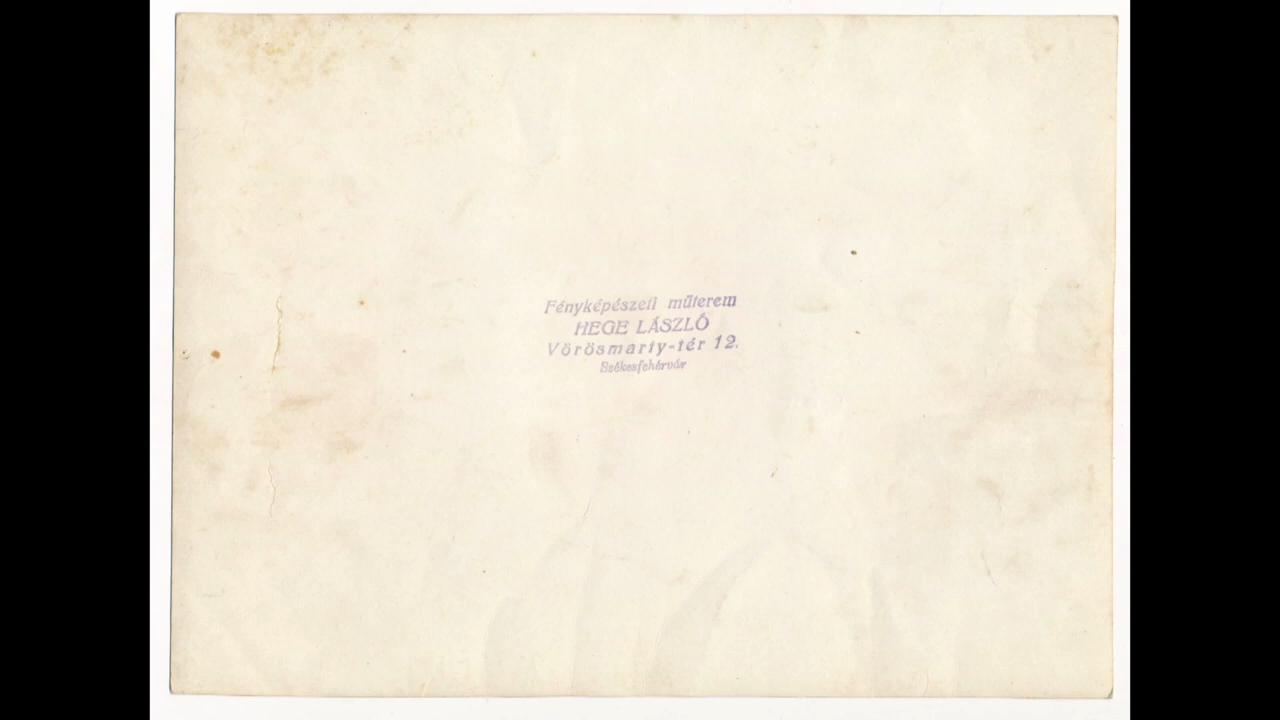 Fényképészeti műterem
HEGE LÁSZLÓ
Vörösmarty-tér 12.
Székesfehérvár